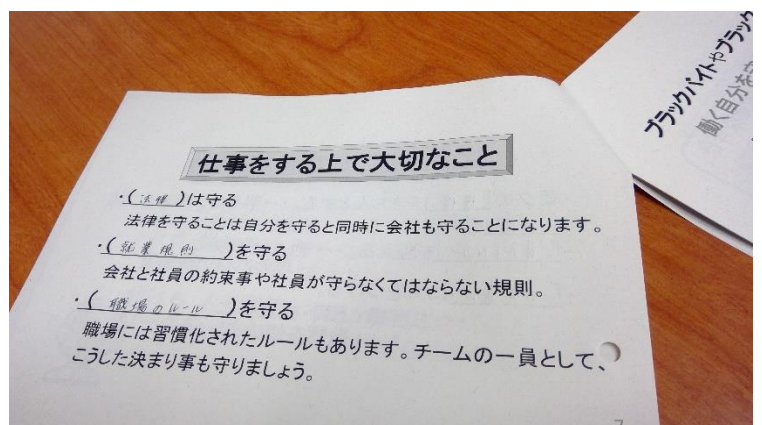 仕事をする上で大切なこと
・(法律)は守る
法律を守ることは自分を守ると同時に会社も守ることになります。
・(就業規則)を守る
会社と社員の約束事や社員が守らなくてはならない規則。
・(職場のルール)を守る
職場には習慣化されたルールもあります。チームの一員として、
こうした決まり事も守りましょう。
ブラックバイトやブラック
働く自分を守